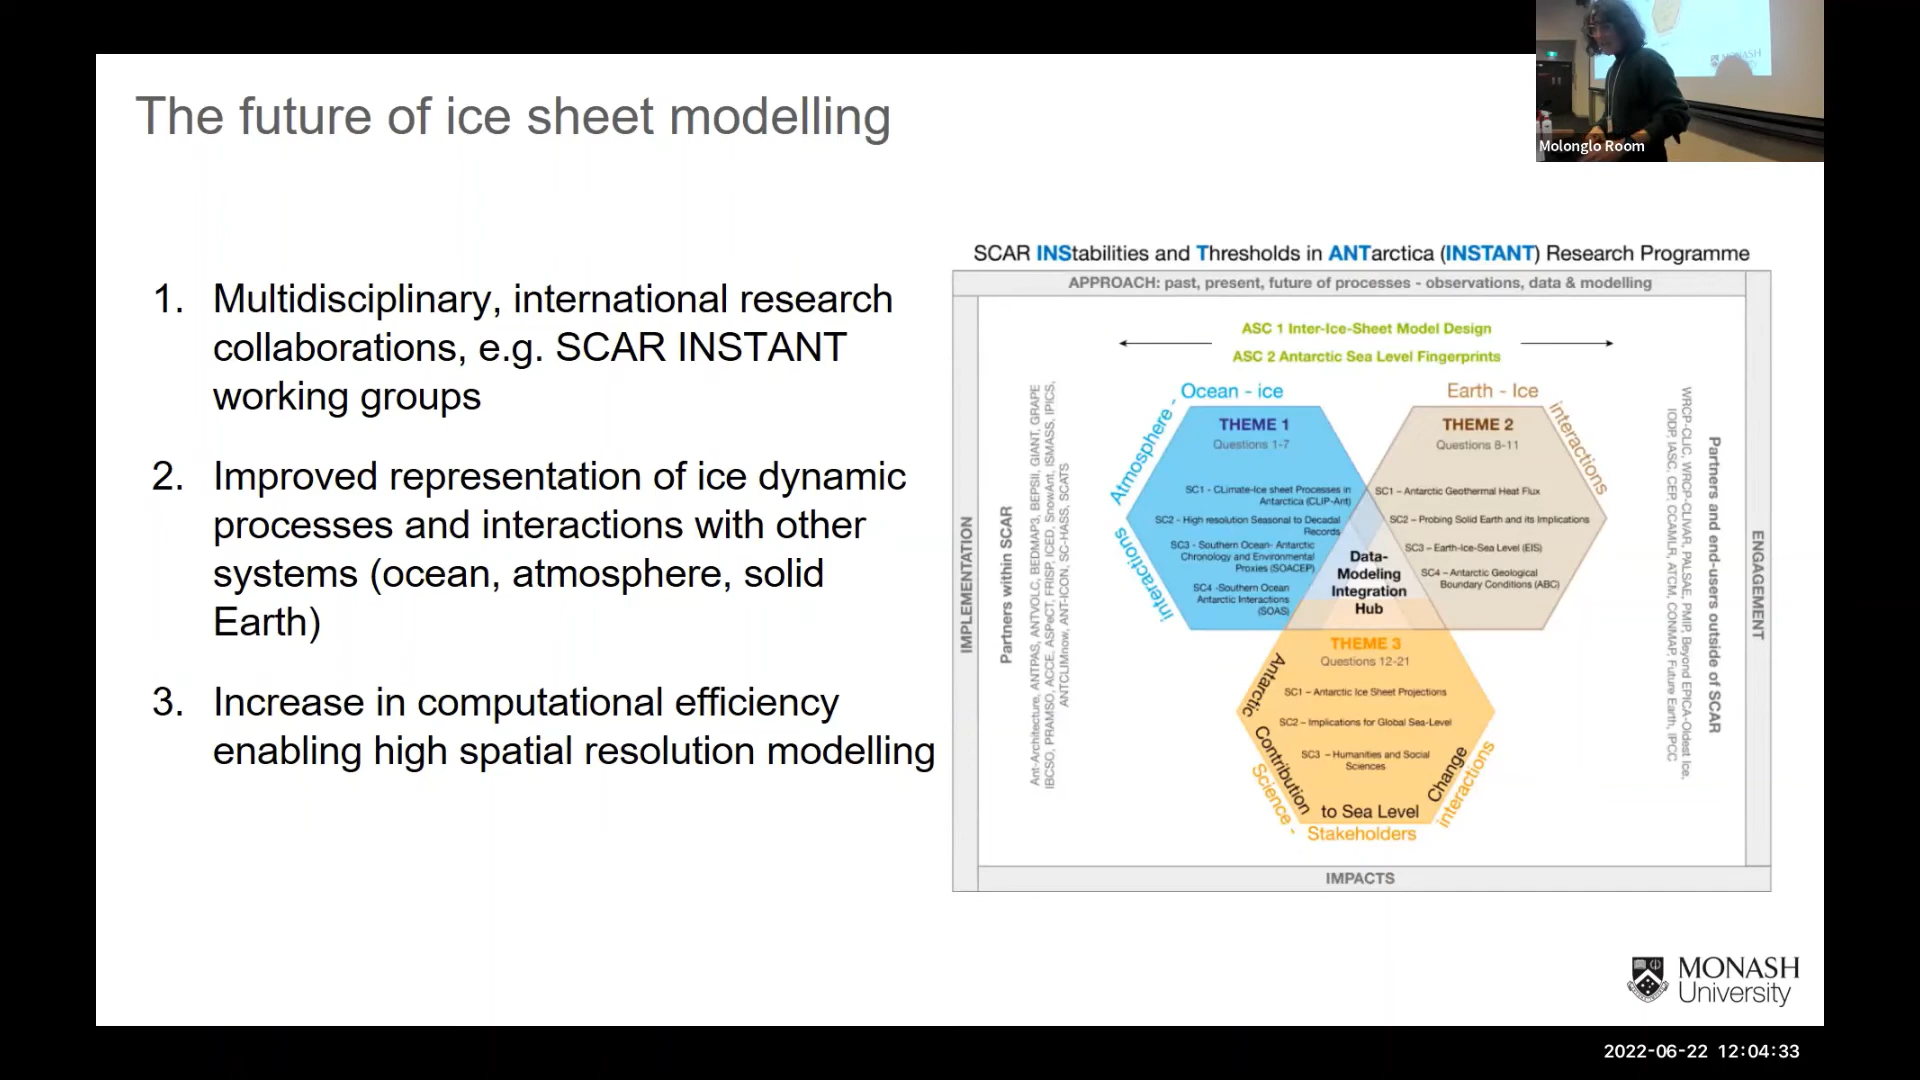 The future of ice sheet modelling
MONASH
University
Molonglo Room
1. Multidisciplinary, international research
collaborations, e.g. SCAR INSTANT
working groups
2. Improved representation of ice dynamic
processes and interactions with other
systems (ocean, atmosphere, solid
Earth)
3. Increase in computational efficiency
enabling high spatial resolution modelling
SCAR INStabilities and Thresholds in ANTarctica (INSTANT) Research Programme
APPROACH: past, present, future of processes - observations, data & modelling
ASC 1 Inter-Ice-Sheet Model Design
ASC 2 Antarctic Sea Level Fingerprints
IMPLEMENTATION
Partners within SCAR
Ant-Architecture, ANTPAS, ANTVOLC, BEDMAP3, BEPSII, GIANT, GRAPE
IBCSO, PRAMSO, ACCE, ASPeCT, FRISP, ICED, SnowAnt, ISMASS, IPICS,
ANTCLIMnow, ANT-ICON, SC-HASS, SCATS
Atmosphere - Ocean - ice
interactions
THEME 1
Questions 1-7
SC1 - CLimate-Ice sheet Processes in
Antarctica (CLIP-Ant)
SC2 - High resolution Seasonal to Decadal
Records
SC3 - Southern Ocean- Antarctic
Chronology and Environmental
Proxies (SOACEP)
SC4 -Southern Ocean
Antarctic Interactions
(SOAS)
Earth - Ice
interactions
THEME 2
Questions 8-11
SC1 – Antarctic Geothermal Heat Flux
SC2 – Probing Solid Earth and its Implications
SC3 – Earth-Ice-Sea Level (EIS)
SC4 – Antarctic Geological
Boundary Conditions (ABC)
Data-
Modeling
Integration
Hub
THEME 3
Questions 12-21
SC1 – Antarctic Ice Sheet Projections
SC2 – Implications for Global Sea-Level
SC3 – Humanities and Social
Sciences
Antarctic Contribution to Sea Level Change
Science - Stakeholders interactions
WRCP-CLIC, WRCP-CLIVAR, PALSAE, PMIP, Beyond EPICA-Oldest Ice,
IODP, IASC, CEP, CCAMLR, ATCM, CONMAP, Future Earth, IPCC
Partners and end-users outside of SCAR
ENGAGEMENT
IMPACTS
MONASH
University
2022-06-22 12:04:33